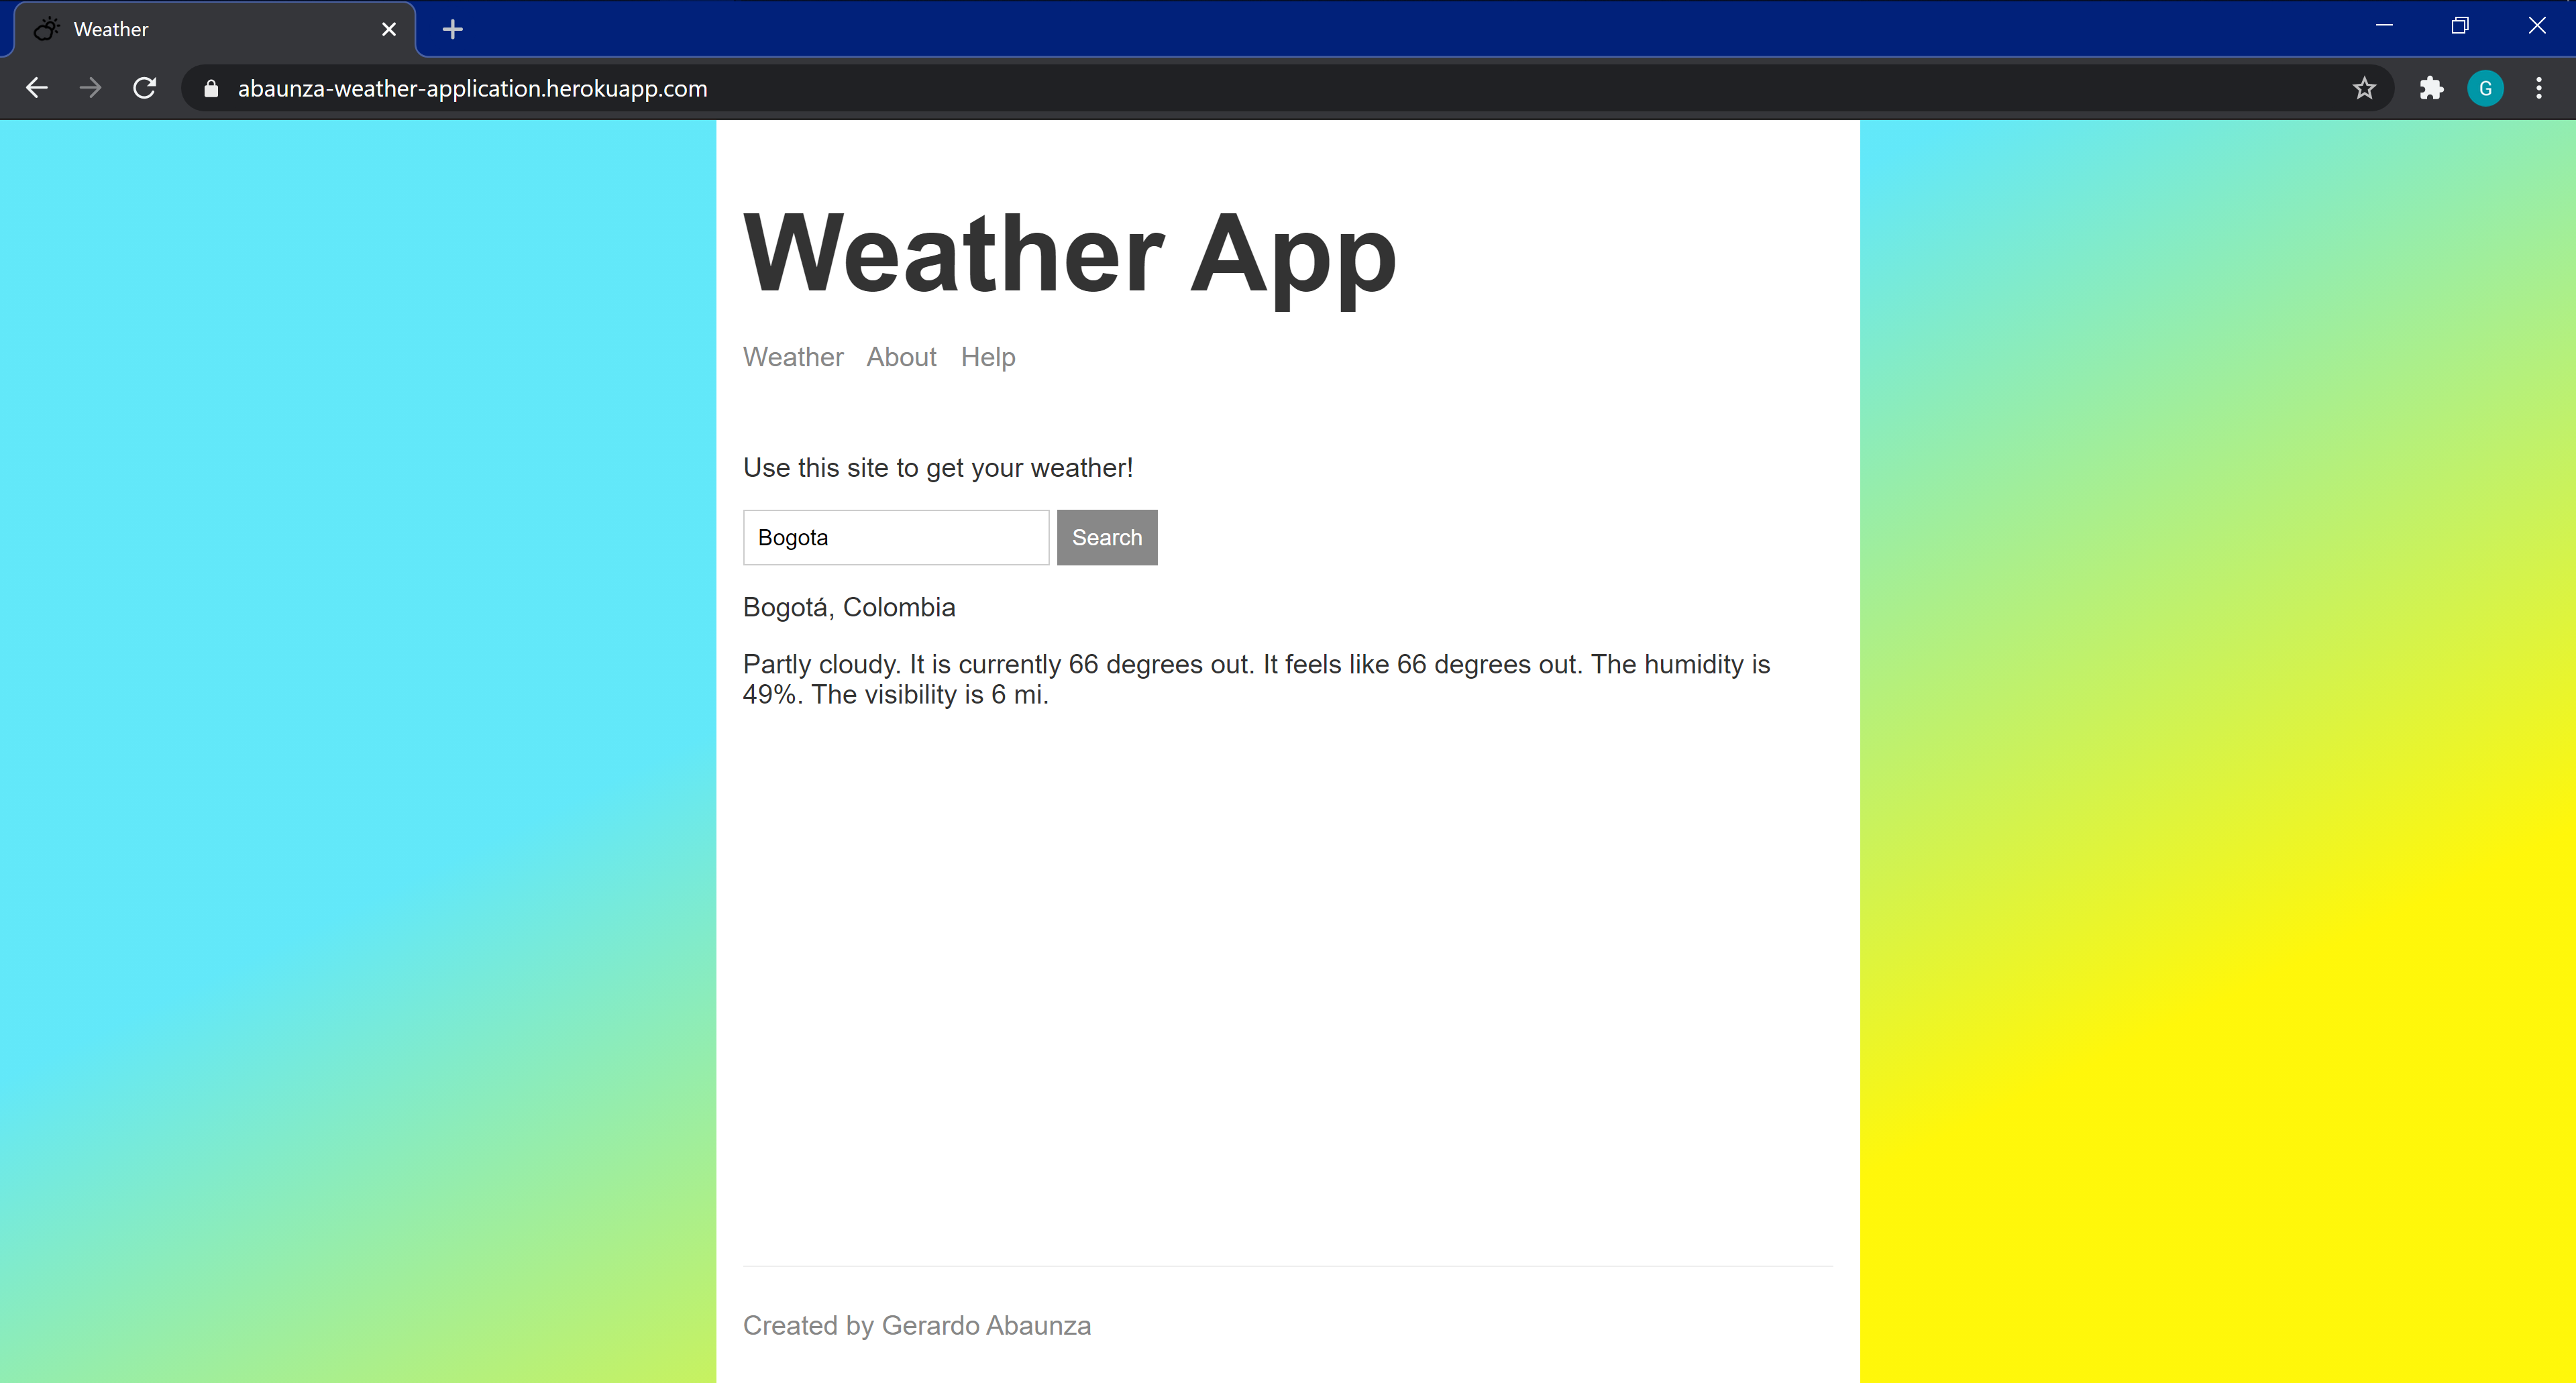 Weather
abaunza-weather-application.herokuapp.com
G
Weather App
Weather About Help
Use this site to get your weather!
Bogota Search
Bogotá, Colombia
Partly cloudy. It is currently 66 degrees out. It feels like 66 degrees out. The humidity is
49%. The visibility is 6 mi.
Created by Gerardo Abaunza